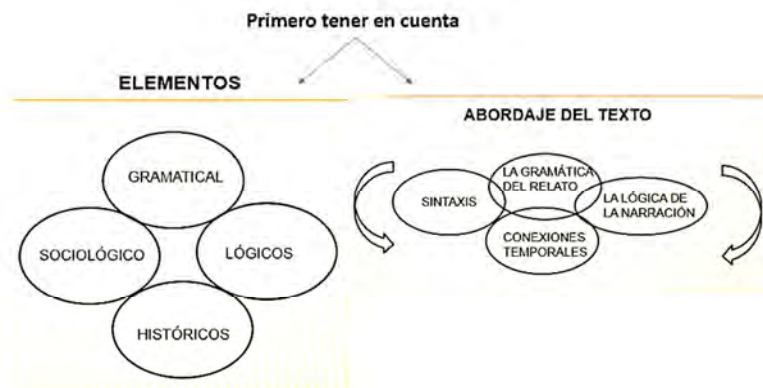 Primero tener en cuenta
ELEMENTOS
GRAMATICAL
SOCIOLÓGICO
LÓGICOS
HISTÓRICOS
ABORDAJE DEL TEXTO
SINTAXIS
LA GRAMÁTICA
DEL RELATO
LA LÓGICA DE
LA NARRACIÓN
CONEXIONES
TEMPORALES